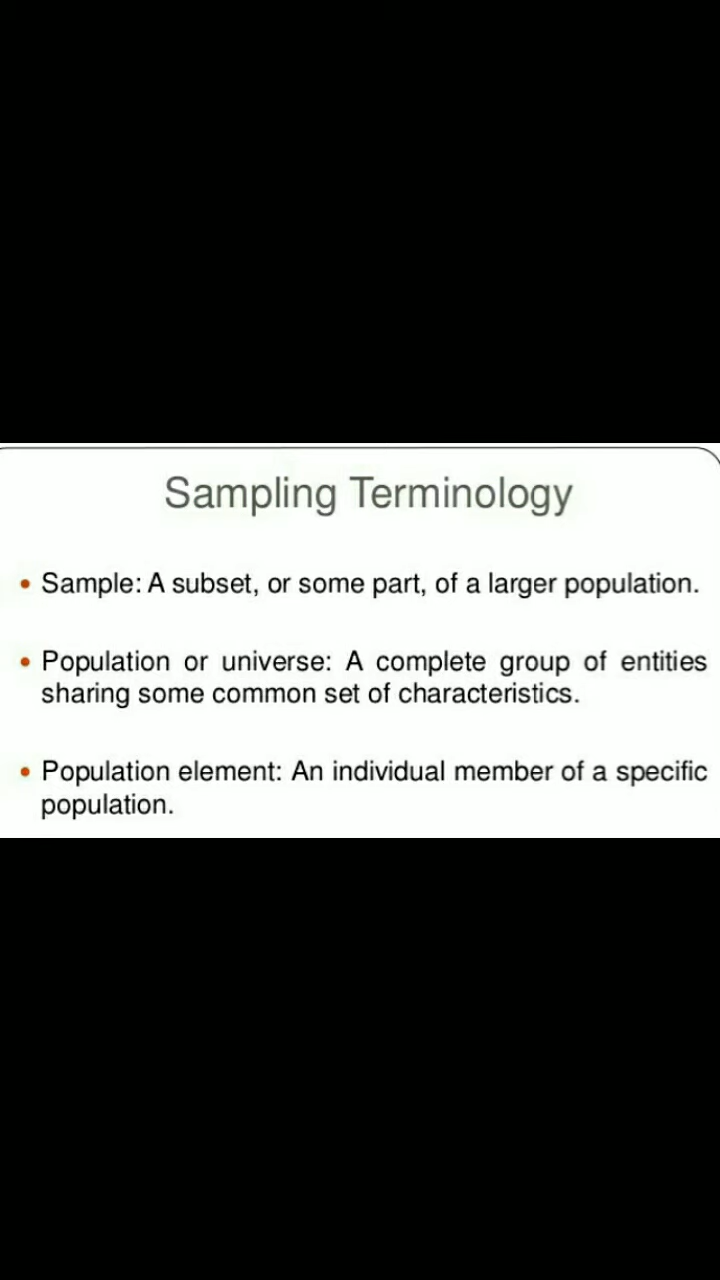 Sampling Terminology
• Sample: A subset, or some part, of a larger population.
• Population or universe: A complete group of entities
sharing some common set of characteristics.
• Population element: An individual member of a specific
population.